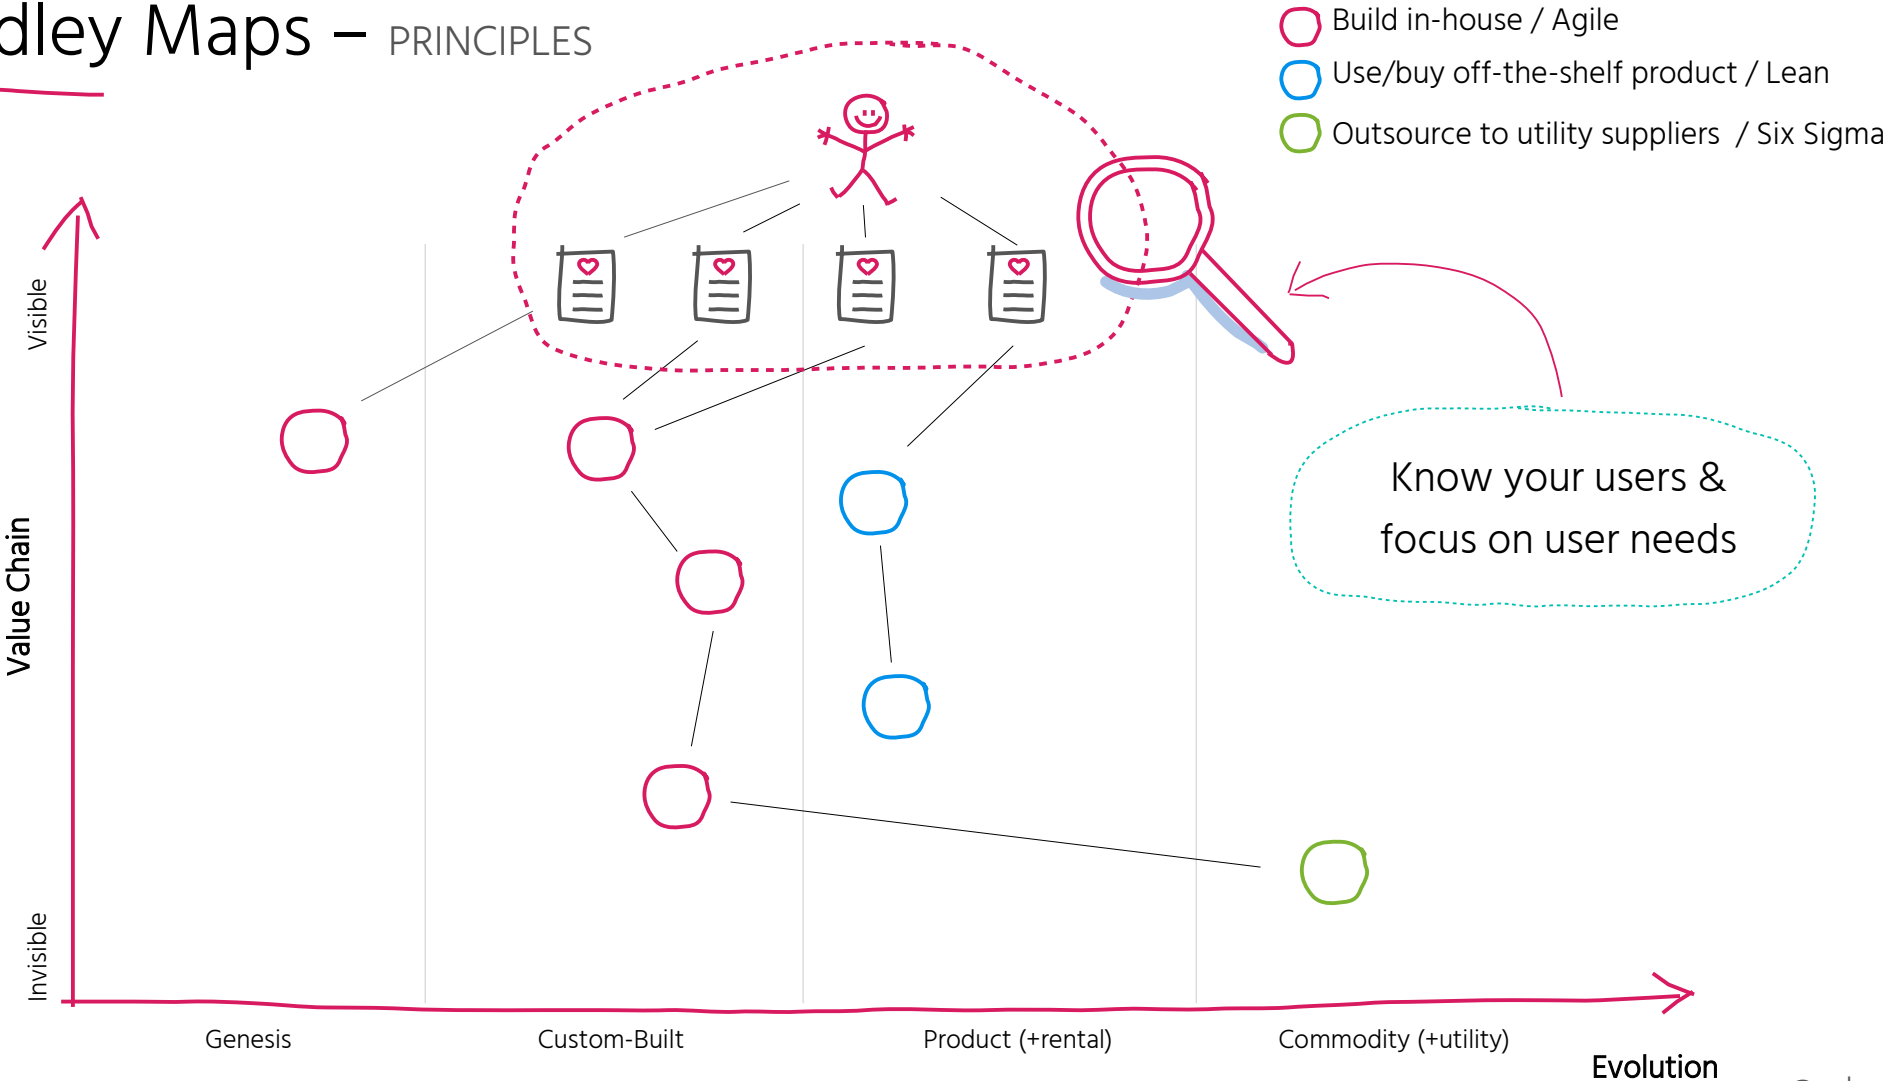 dley Maps – PRINCIPLES
Build in-house / Agile
Use/buy off-the-shelf product / Lean
Outsource to utility suppliers / Six Sigma
Visible
Value Chain
Invisible
Know your users &
focus on user needs
Genesis
Custom-Built
Product (+rental)
Commodity (+utility)
Evolution